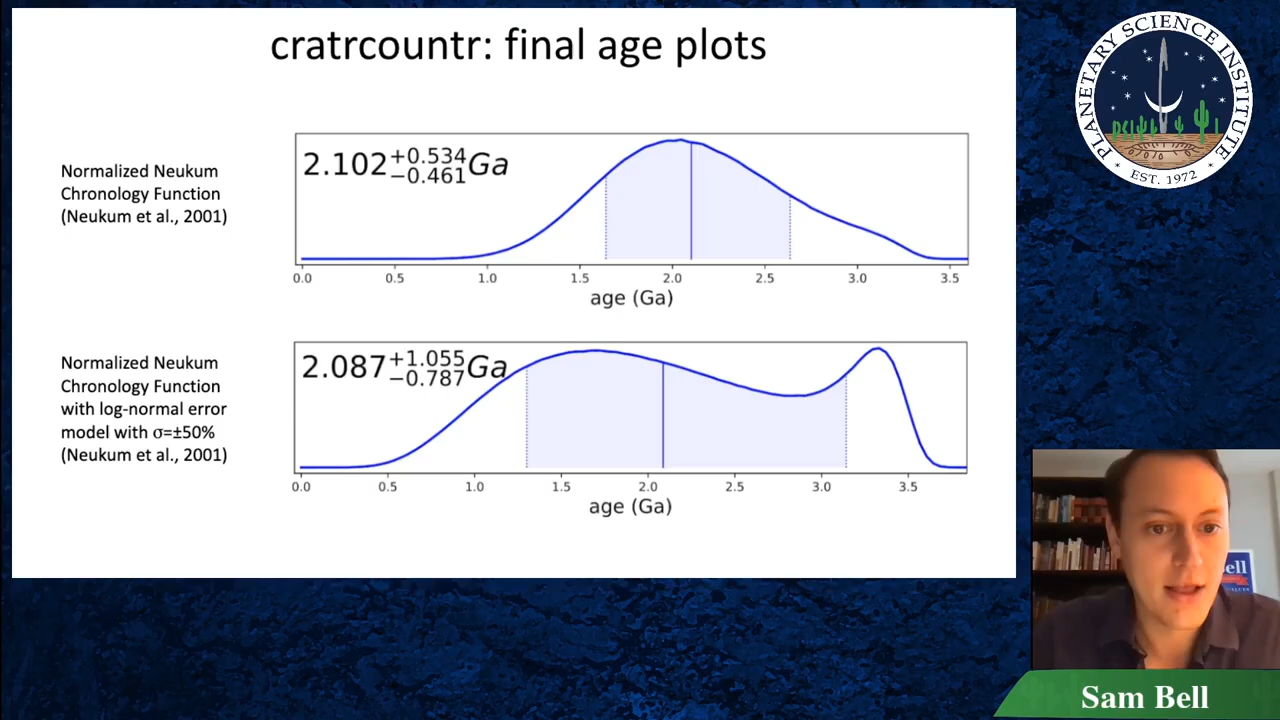 cratrcountr: final age plots
PLANETARY SCIENCE INSTITUTE
EST. 1972
Normalized Neukum
Chronology Function
(Neukum et al., 2001)
2.102+0.534−0.461Ga
0.0 0.5 1.0 1.5 2.0 2.5 3.0 3.5
age (Ga)
Normalized Neukum
Chronology Function
with log-normal error
model with σ=±50%
(Neukum et al., 2001)
2.087+1.055−0.787Ga
0.0 0.5 1.0 1.5 2.0 2.5 3.0 3.5
age (Ga)
ell
Sam Bell